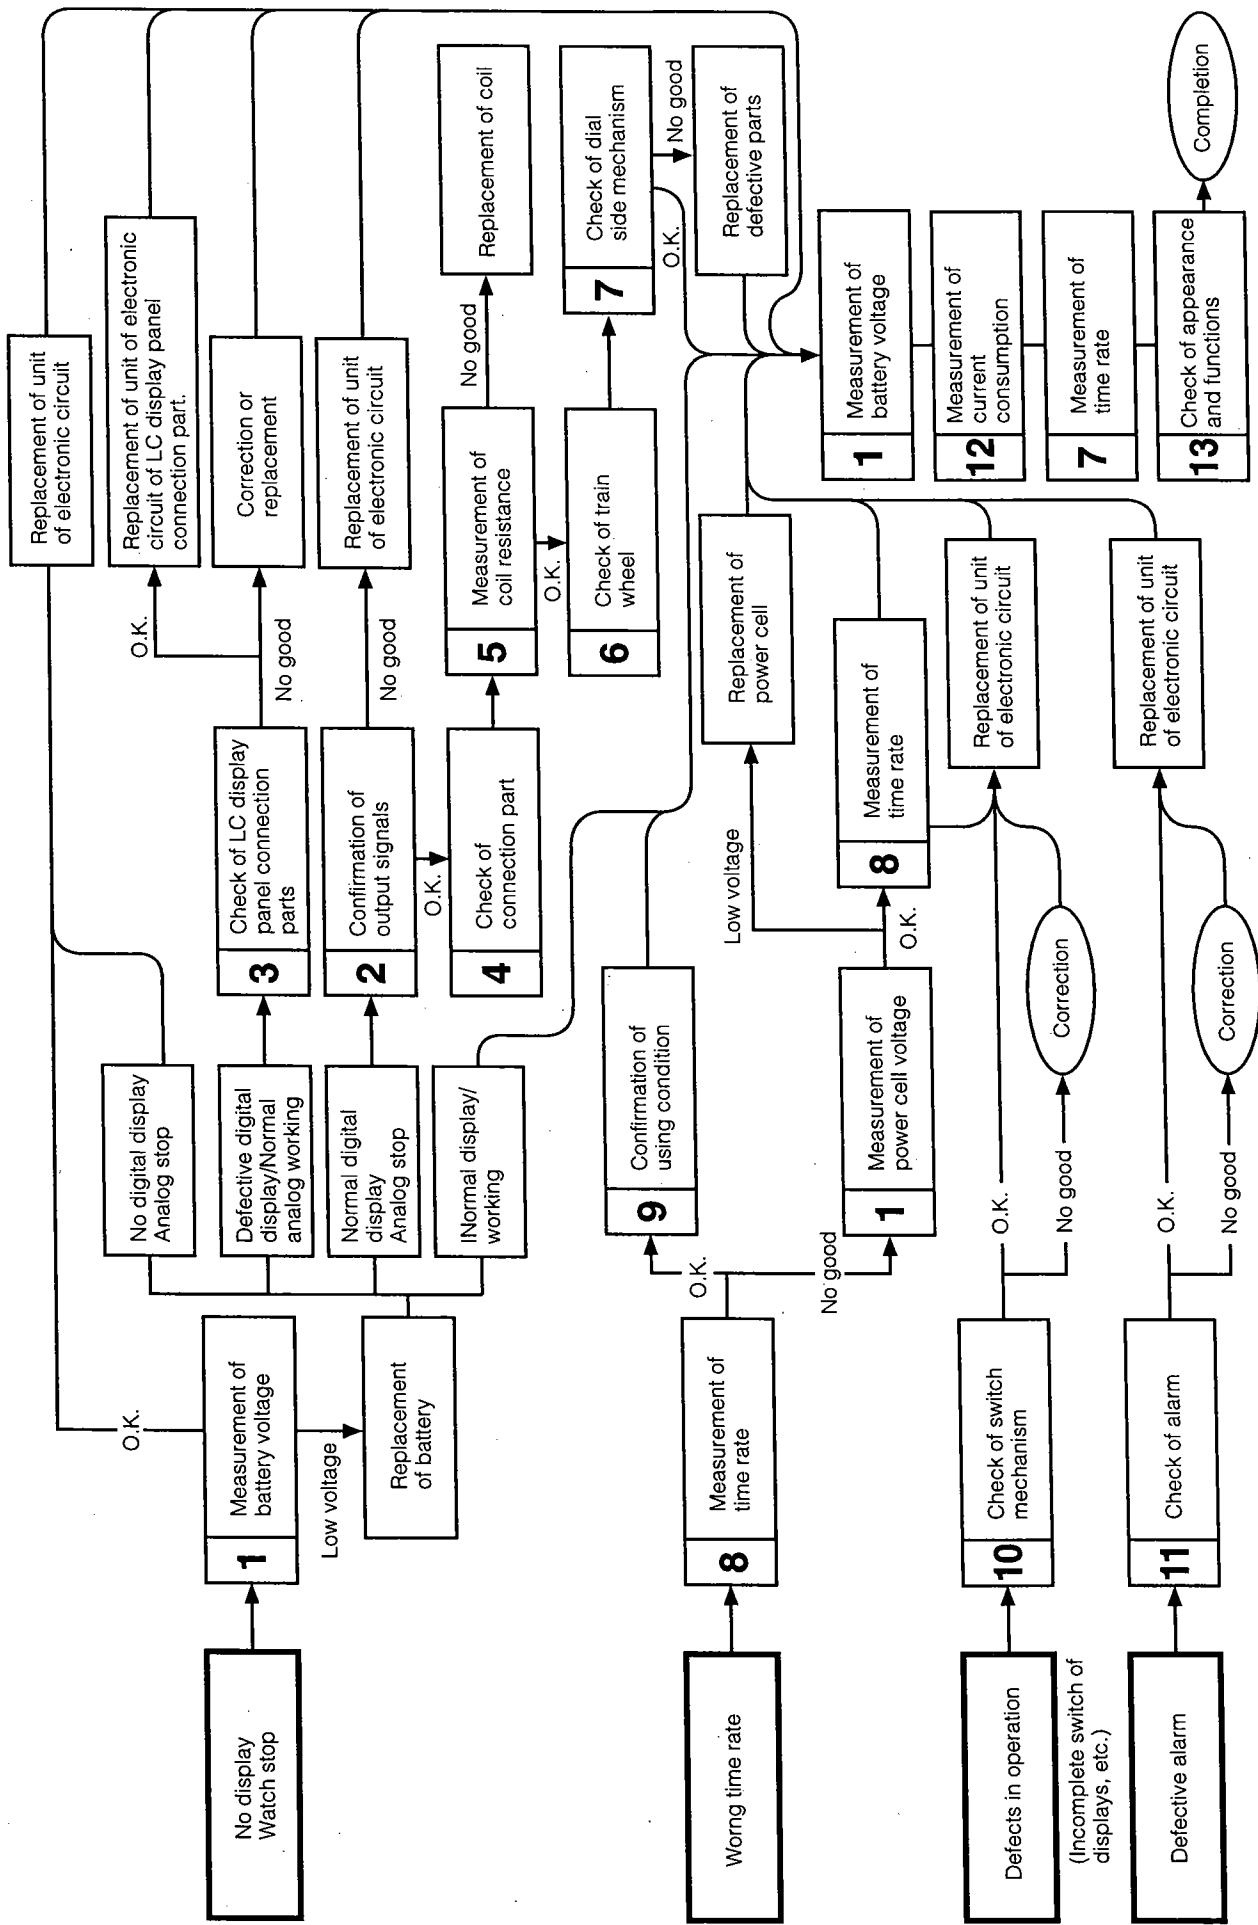 No display
Watch stop
1
Measurement of
battery voltage
O.K.
Low voltage
Replacement
of battery
No digital display
Analog stop
Defective digital
display/Normal
analog working
Normal digital
display
Analog stop
lNormal display/
working
3
Check of LC display
panel connection
parts
2
Confirmation of
output signals
O.K.
4
Check of
connection part
O.K.
No good
No good
Replacement of unit
of electronic circuit
Replacement of unit of electronic
circuit of LC display panel
connection part.
Correction or
replacement
Replacement of unit
of electronic circuit
5
Measurement of
coil resistance
No good
Replacement of coil
O.K.
6
Check of train
wheel
7
Check of dial
side mechanism
O.K.
No good
Replacement of
defective parts
Worng time rate
8
Measurement of
time rate
O.K.
No good
9
Confirmation of
using condition
1
Measurement of
power cell voltage
Low voltage
O.K.
Replacement of
power cell
8
Measurement of
time rate
Defects in operation
(Incomplete switch of
displays, etc.)
10
Check of switch
mechanism
O.K.
No good
Correction
Replacement of unit
of electronic circuit
Defective alarm
11
Check of alarm
O.K.
No good
Correction
Replacement of unit
of electronic circuit
1
Measurement of
battery voltage
12
Measurement of
current
consumption
7
Measurement of
time rate
13
Check of appearance
and functions
Completion